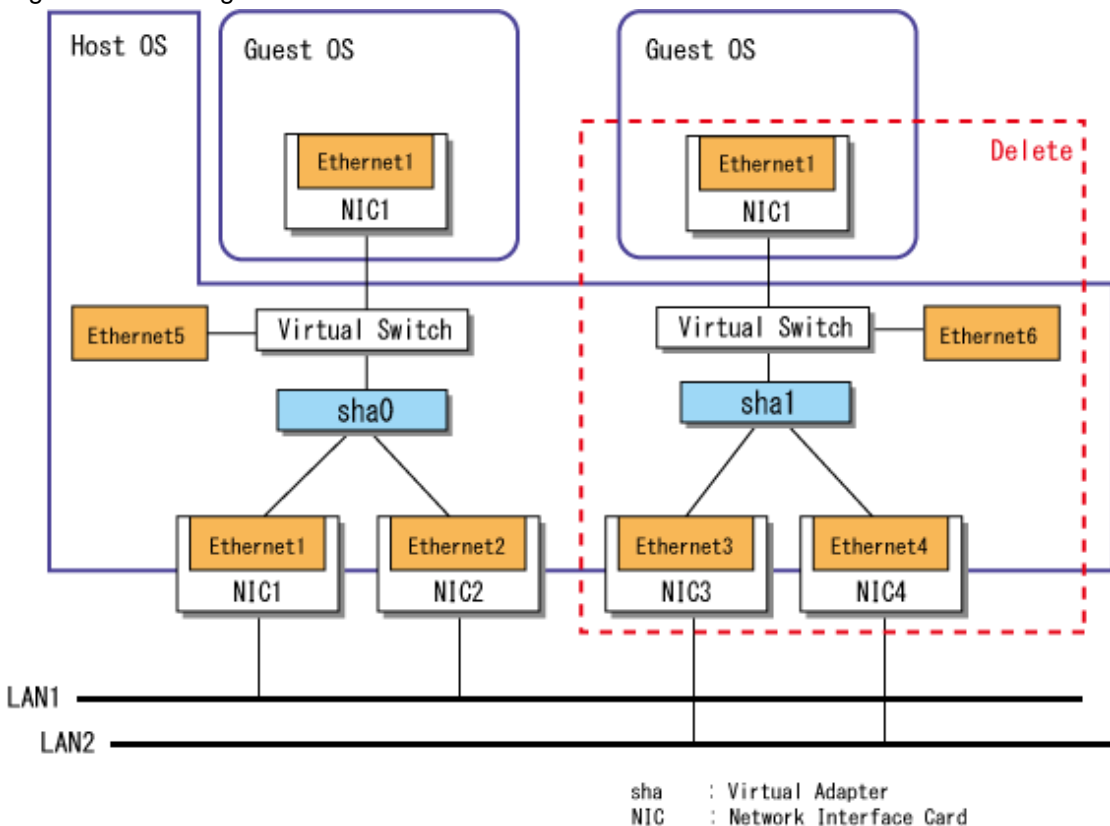 Host OS
Guest OS
Guest OS
Delete
Ethernet1
NIC1
Ethernet1
NIC1
Ethernet5
Virtual Switch
Virtual Switch
Ethernet6
sha0
sha1
Ethernet1
NIC1
Ethernet2
NIC2
Ethernet3
NIC3
Ethernet4
NIC4
LAN1
LAN2
sha : Virtual Adapter
NIC : Network Interface Card